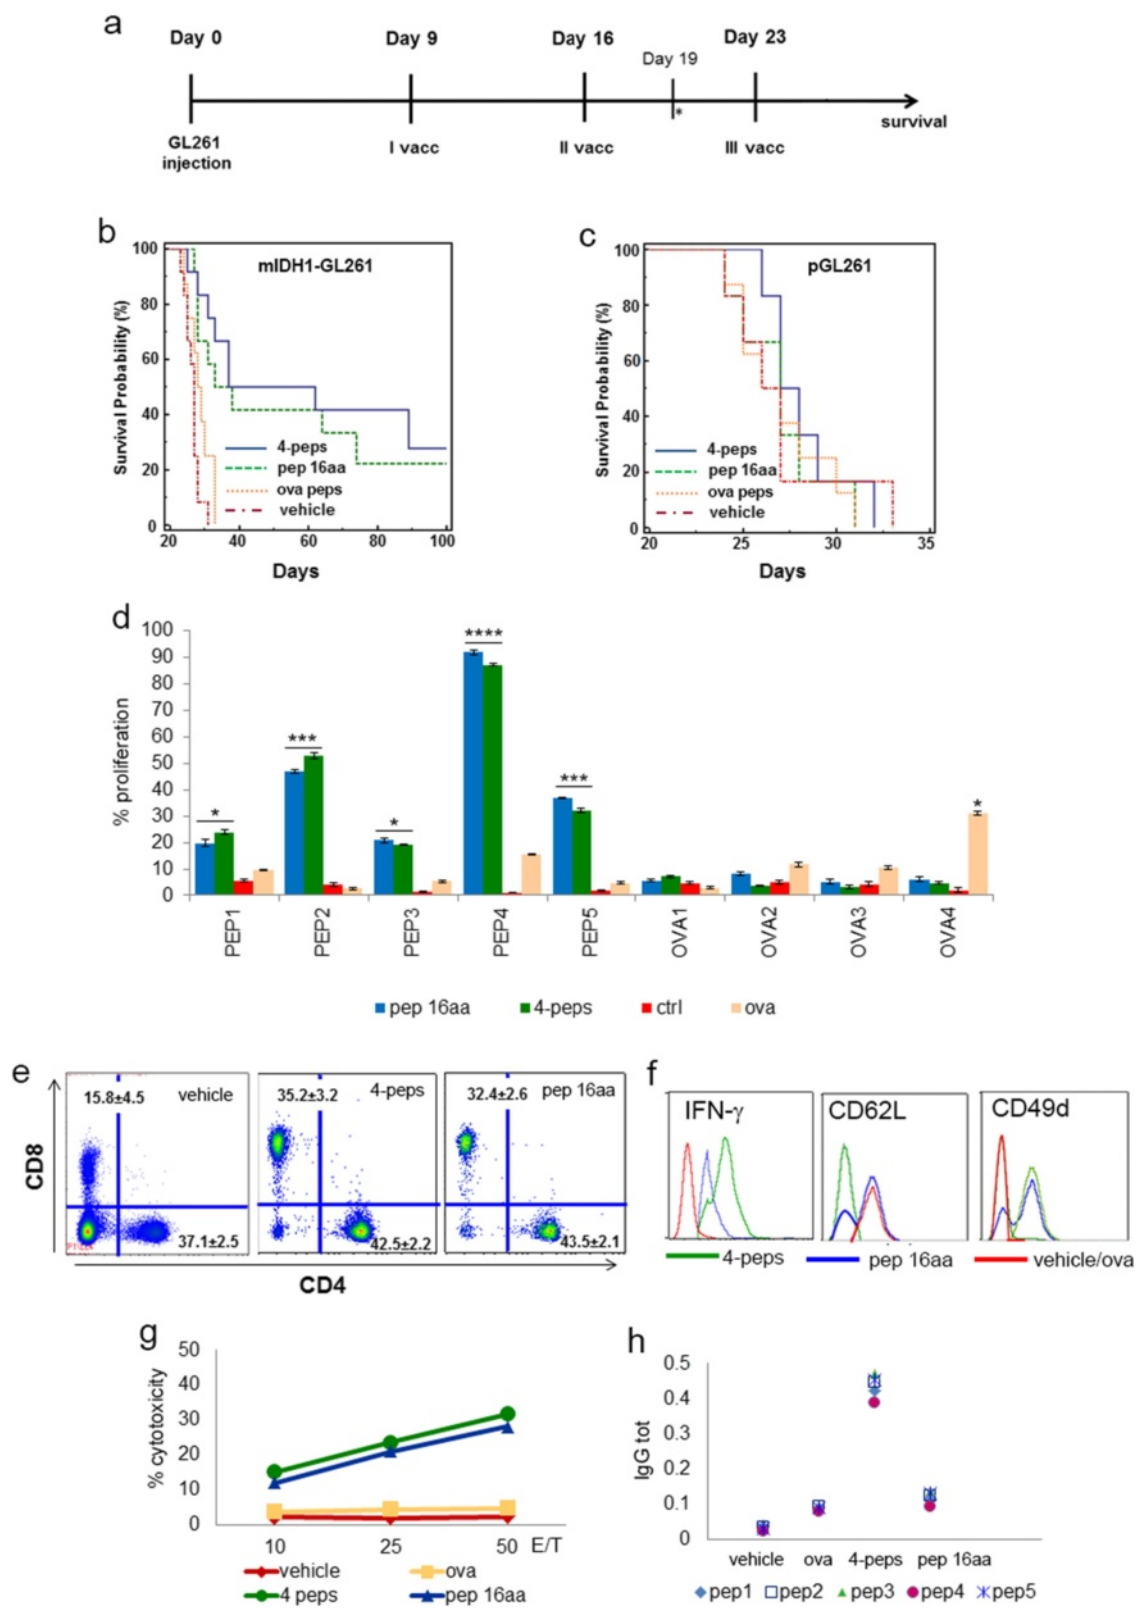 a
Day 0
Day 9
Day 16
Day 19
Day 23
*
survival
GL261
injection
I vacc
II vacc
III vacc
b
mIDH1-GL261
Survival Probability (%)
100
80
60
40
20
0
4-peps
pep 16aa
ova peps
vehicle
20 40 60 80 100
Days
c
pGL261
Survival Probability (%)
100
80
60
40
20
0
4-peps
pep 16aa
ova peps
vehicle
20 25 30 35
Days
d
% proliferation
100
90
80
70
60
50
40
30
20
10
0
* *** * **** *** *
PEP1 PEP2 PEP3 PEP4 PEP5 OVA1 OVA2 OVA3 OVA4
pep 16aa 4-peps ctrl ova
e
CD8
15.8±4.5 vehicle
37.1±2.5
35.2±3.2 4-peps
42.5±2.2
32.4±2.6 pep 16aa
43.5±2.1
CD4
f
IFN-γ CD62L CD49d
4-peps pep 16aa vehicle/ova
g
% cytotoxicity
50
40
30
20
10
0
10 25 50 E/T
vehicle ova
4 peps pep 16aa
h
IgG tot
0.5
0.4
0.3
0.2
0.1
0
vehicle ova 4-peps pep 16aa
pep1 pep2 pep3 pep4 pep5